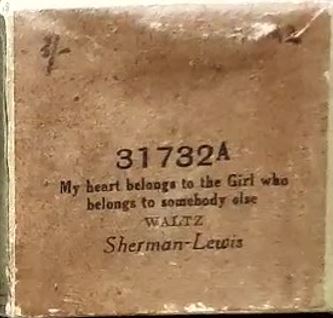 31732A
My heart belongs to the Girl who
belongs to somebody else
WALTZ
Sherman-Lewis